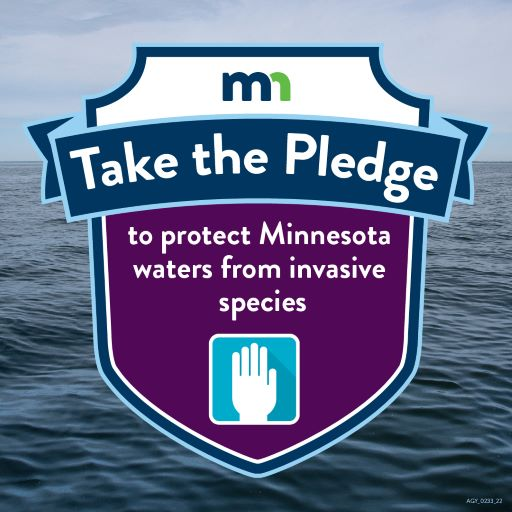 mn
Take the Pledge
to protect Minnesota
waters from invasive
species
AGY_0233_22